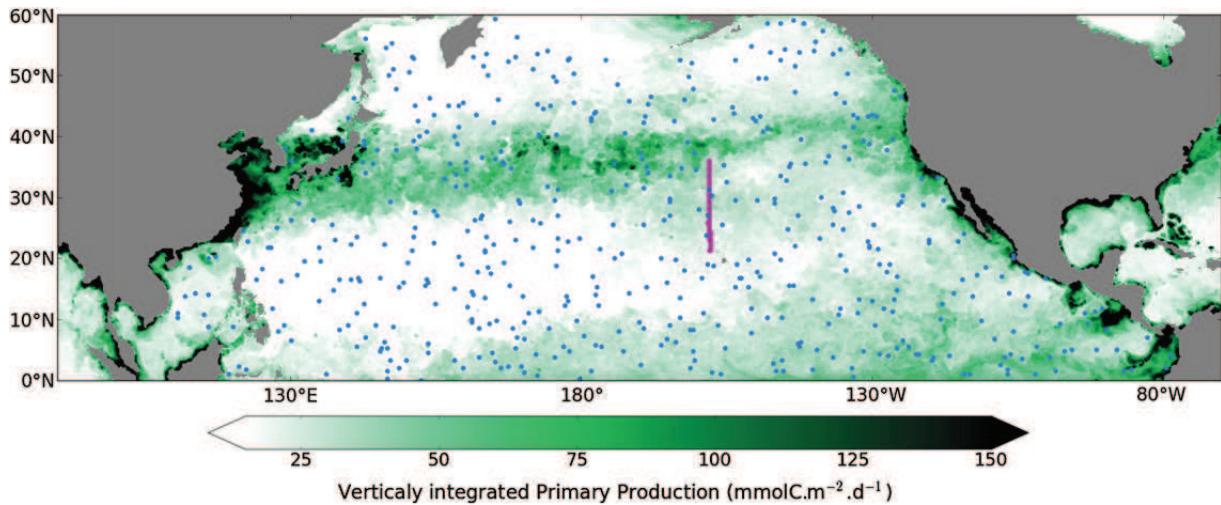 60°N
50°N
40°N
30°N
20°N
10°N
0°N
130°E 180° 130°W 80°W
25 50 75 100 125 150
Verticaly integrated Primary Production (mmolC.m⁻².d⁻¹)